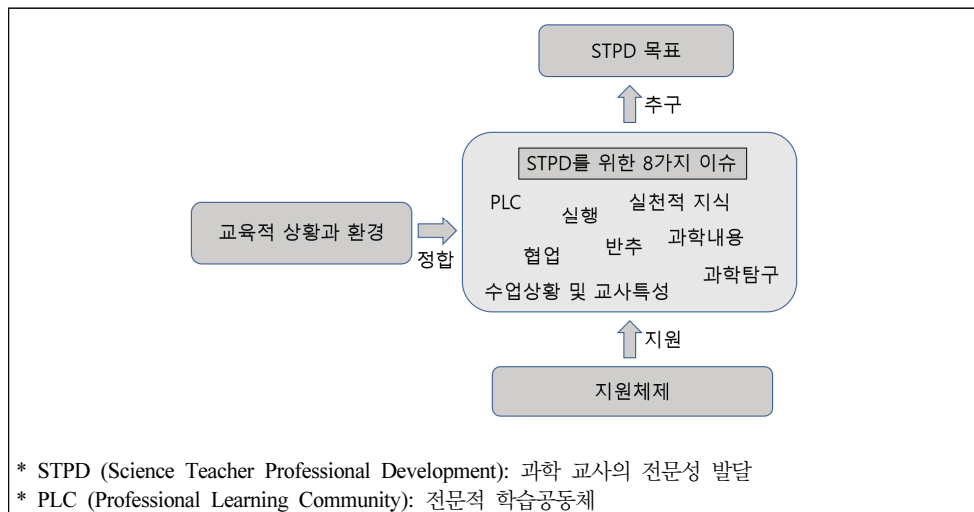 STPD 목표
추구
STPD를 위한 8가지 이슈
PLC
실행
실천적 지식
협업
반추
과학내용
수업상황 및 교사특성
과학탐구
교육적 상황과 환경
정합
지원
지원체제
* STPD (Science Teacher Professional Development): 과학 교사의 전문성 발달
* PLC (Professional Learning Community): 전문적 학습공동체